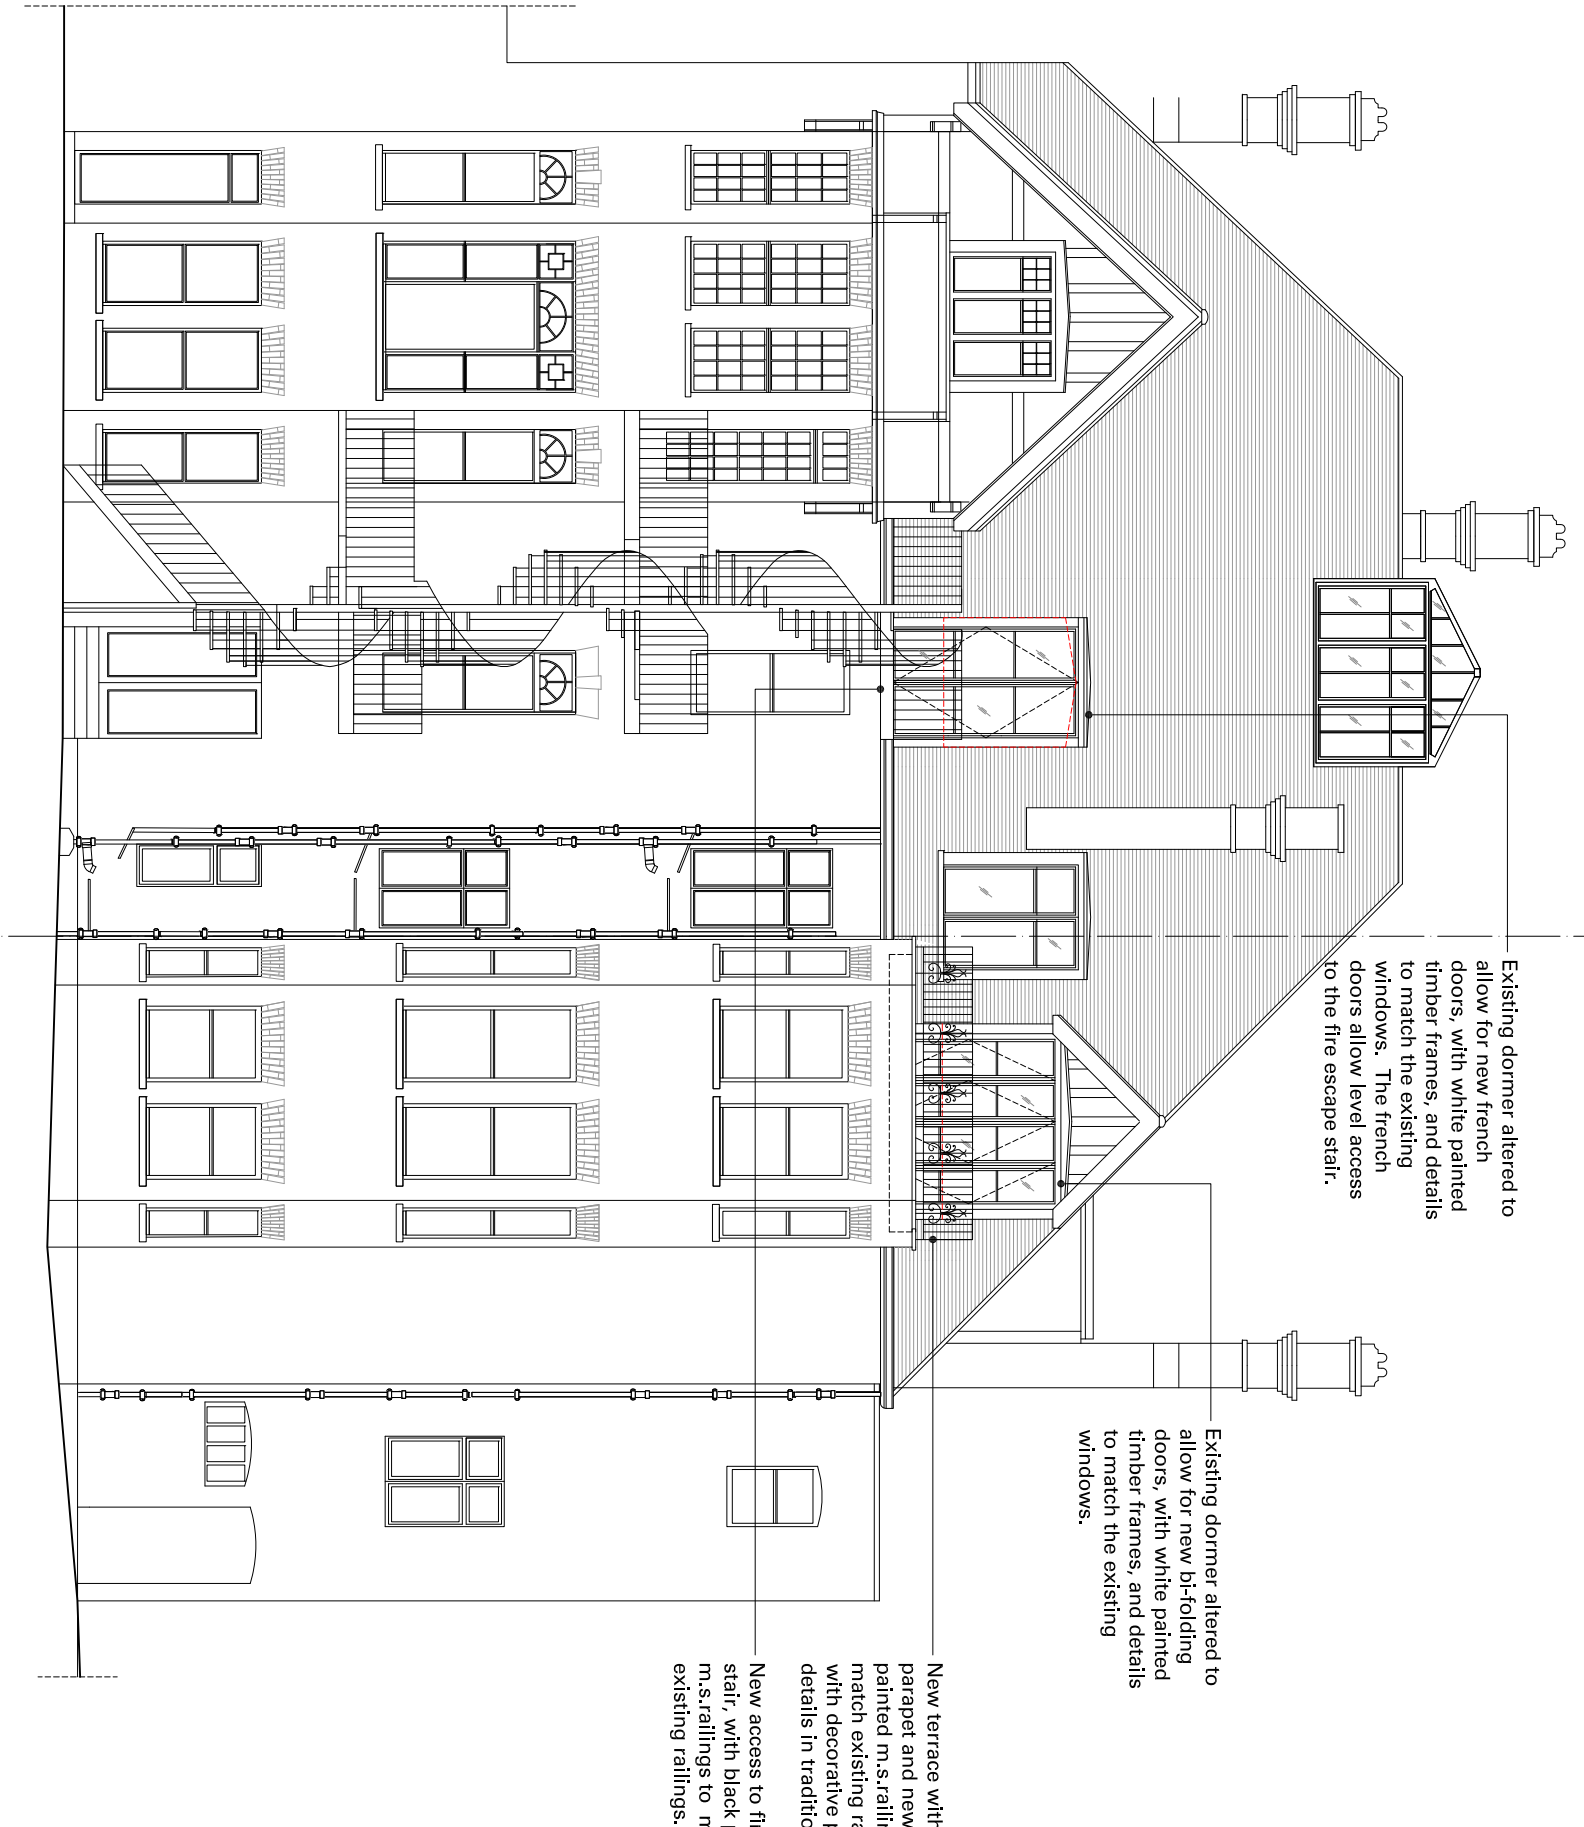 Existing dormer altered to
allow for new french
doors, with white painted
timber frames, and details
to match the existing
windows.  The french
doors allow level access
to the fire escape stair.
Existing dormer altered to
allow for new bi-folding
doors, with white painted
timber frames, and details
to match the existing
windows.
New terrace with
parapet and new
painted
match existing
with decorative
details in
New access to
stair, with black
m.s.railings to
existing railings.